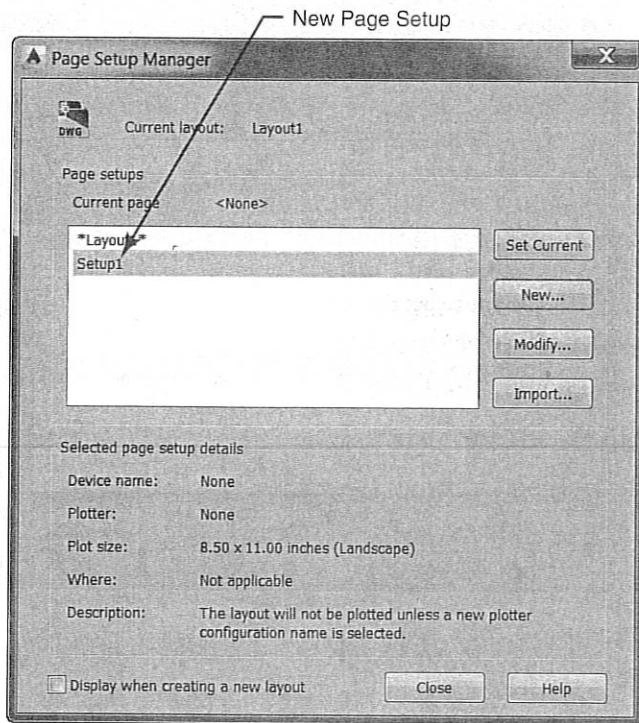 New Page Setup
Page Setup Manager
DWG
Current layout: Layout1
Page setups
Current page <None>
*Layout1*
Setup1
Set Current
New...
Modify...
Import...
Selected page setup details
Device name: None
Plotter: None
Plot size: 8.50 x 11.00 inches (Landscape)
Where: Not applicable
Description: The layout will not be plotted unless a new plotter
configuration name is selected.
Display when creating a new layout
Close
Help